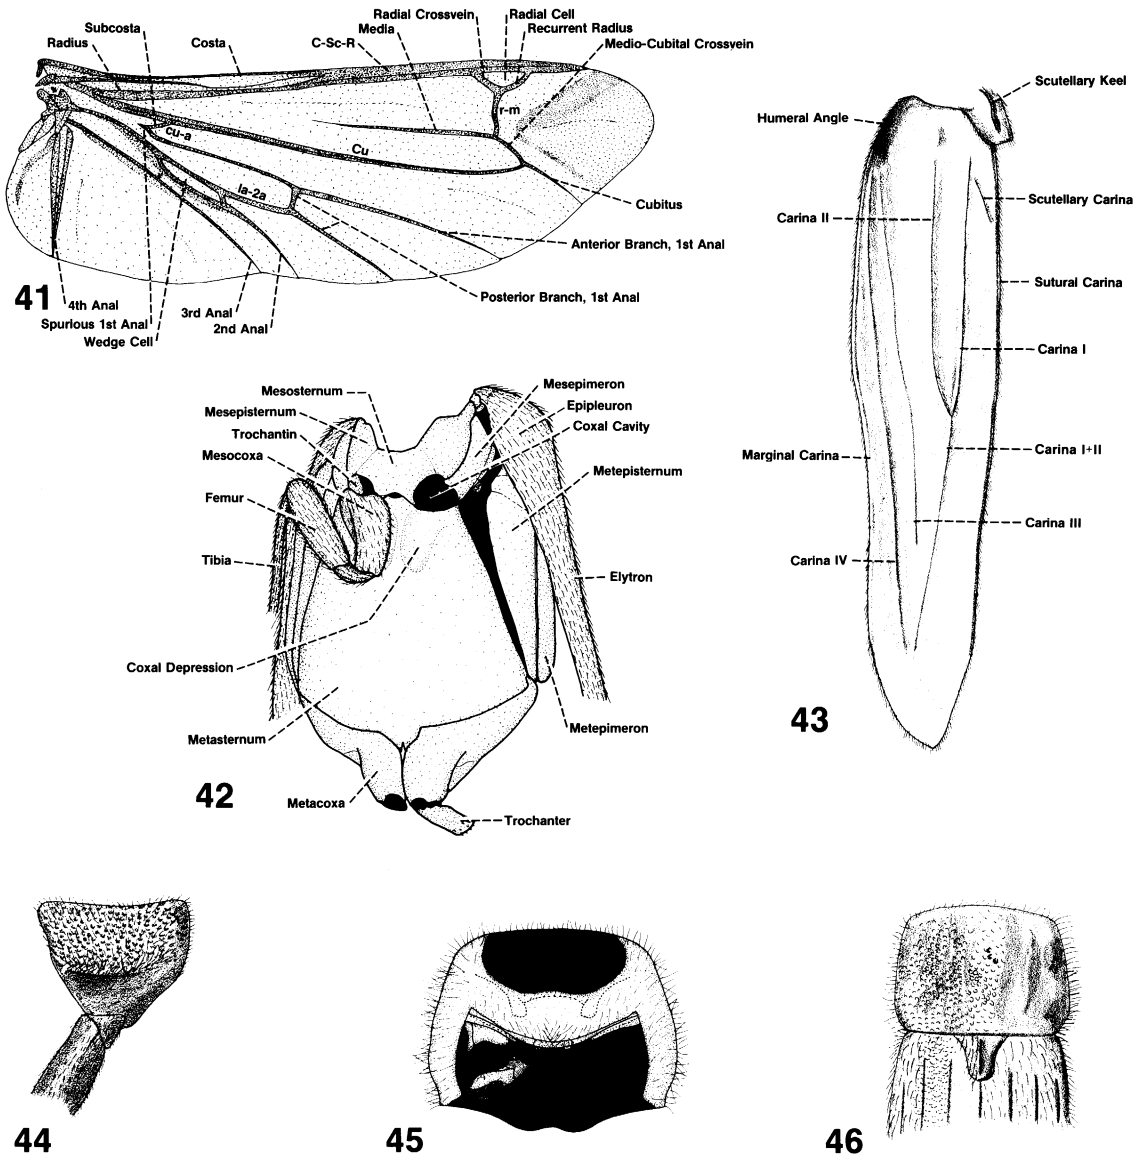 Radial Crossvein
Radial Cell
Subcosta
Media
Recurrent Radius
Radius
Costa
C-Sc-R
Medio-Cubital Crossvein
r-m
cu-a
Cu
la-2a
Cubitus
Anterior Branch, 1st Anal
Posterior Branch, 1st Anal
41
4th Anal
3rd Anal
Spurious 1st Anal
2nd Anal
Wedge Cell
Scutellary Keel
Humeral Angle
Scutellary Carina
Carina II
Sutural Carina
Carina I
Carina I+II
Marginal Carina
Carina III
Carina IV
43
Mesosternum
Mesepimeron
Mesepisternum
Epipleuron
Trochantin
Coxal Cavity
Mesocoxa
Metepisternum
Femur
Tibia
Elytron
Coxal Depression
Metasternum
Metepimeron
42
Metacoxa
Trochanter
44
45
46